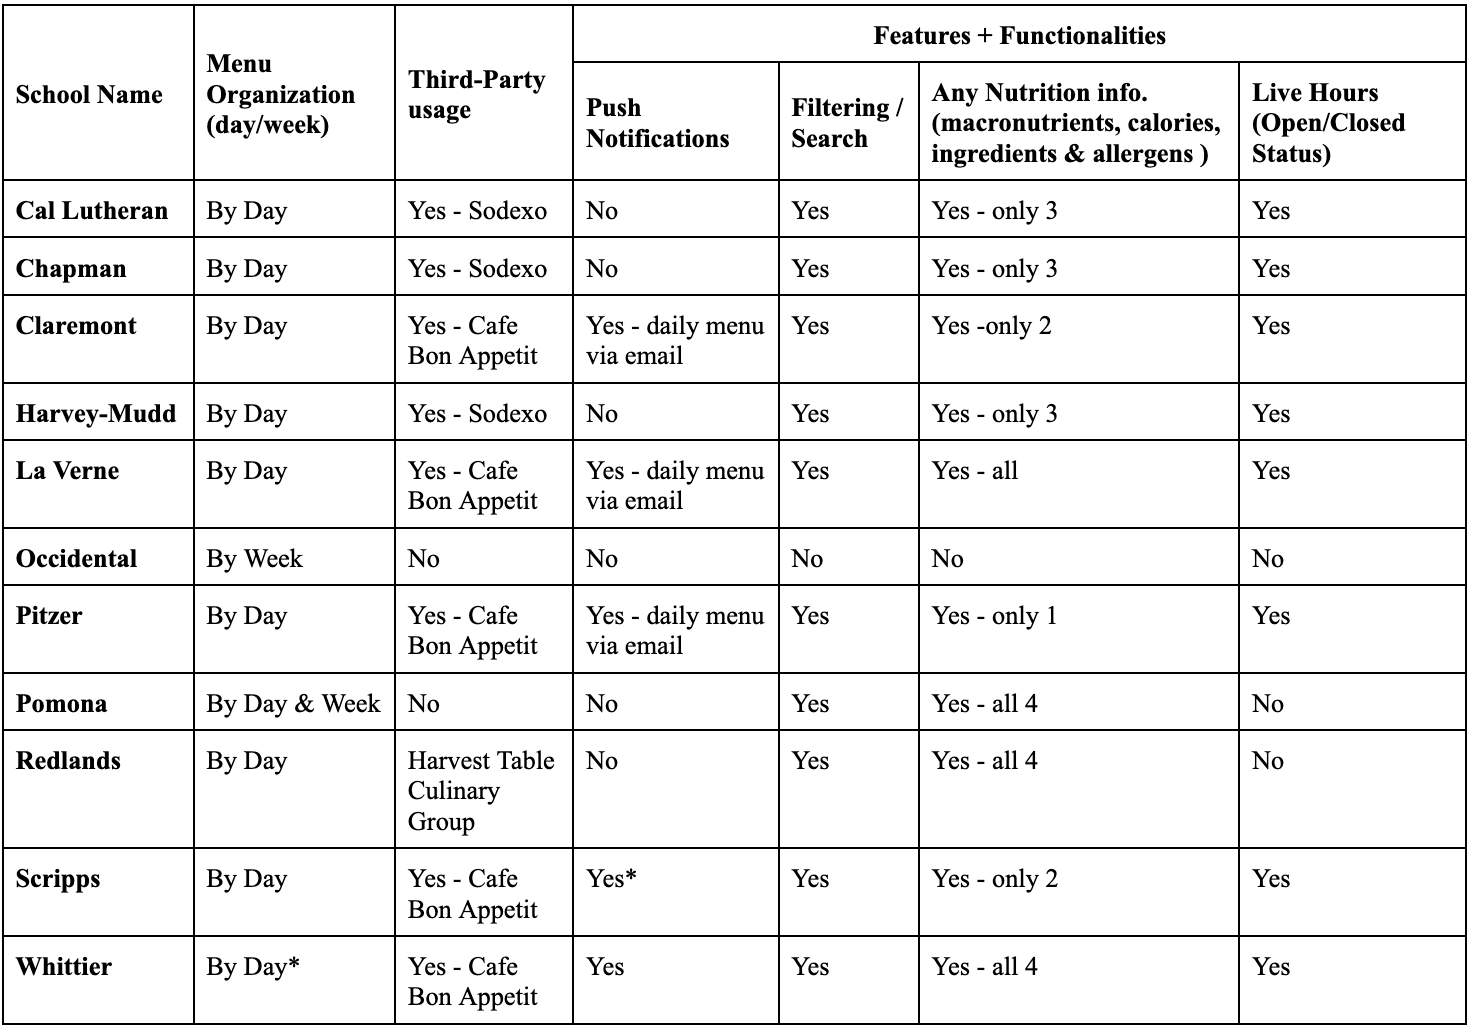 Features + Functionalities
School Name
Menu
Organization
(day/week)
Third-Party
usage
Push
Notifications
Filtering /
Search
Any Nutrition info.
(macronutrients, calories,
ingredients & allergens )
Live Hours
(Open/Closed
Status)
Cal Lutheran By Day Yes - Sodexo No Yes Yes - only 3 Yes
Chapman By Day Yes - Sodexo No Yes Yes - only 3 Yes
Claremont By Day Yes - Cafe Yes - daily menu Yes Yes -only 2 Yes
Bon Appetit via email
Harvey-Mudd By Day Yes - Sodexo No Yes Yes - only 3 Yes
La Verne By Day Yes - Cafe Yes - daily menu Yes Yes - all Yes
Bon Appetit via email
Occidental By Week No No No No No
Pitzer By Day Yes - Cafe Yes - daily menu Yes Yes - only 1 Yes
Bon Appetit via email
Pomona By Day & Week No No Yes Yes - all 4 No
Redlands By Day Harvest Table No Yes Yes - all 4 No
Culinary
Group
Scripps By Day Yes - Cafe Yes* Yes Yes - only 2 Yes
Bon Appetit
Whittier By Day* Yes - Cafe Yes Yes Yes - all 4 Yes
Bon Appetit